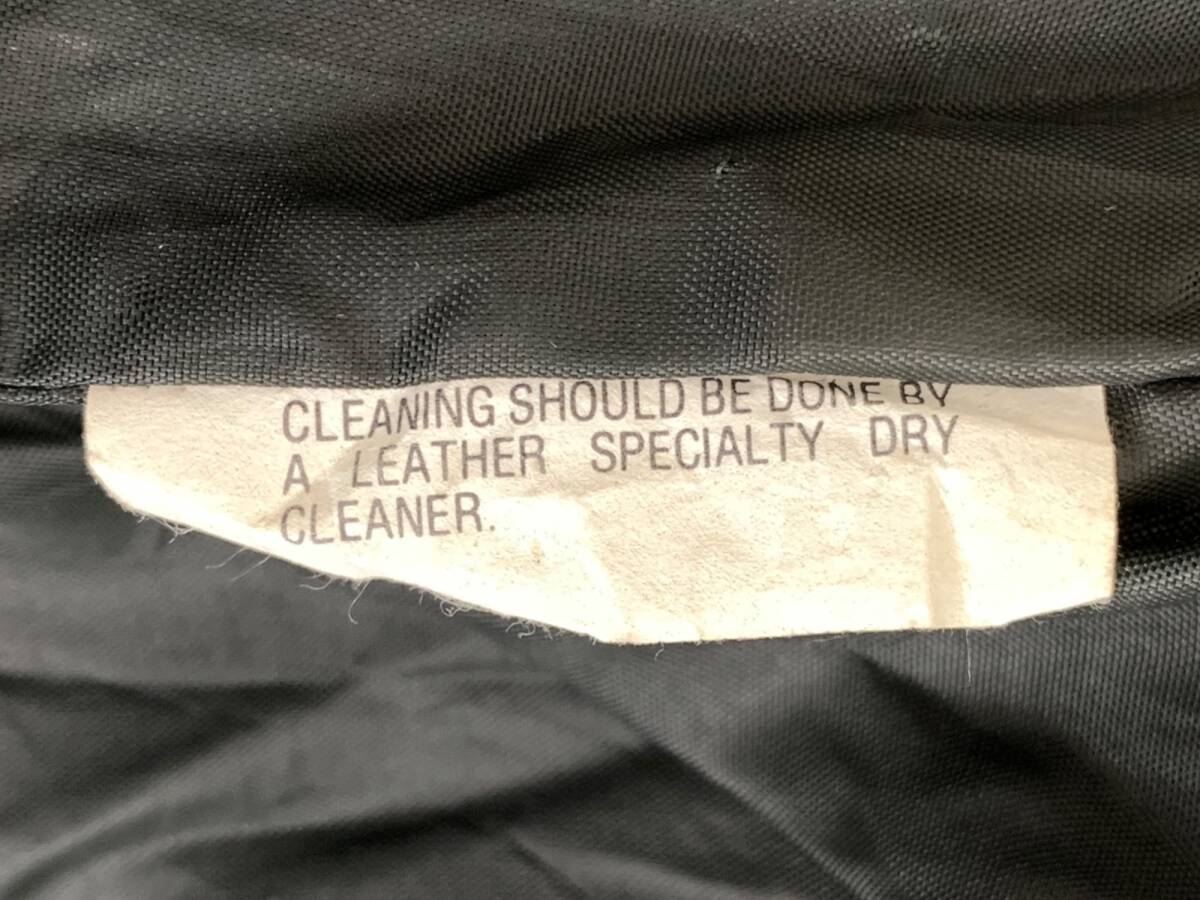 CLEANING SHOULD BE DONE BY
A LEATHER SPECIALTY DRY
CLEANER.